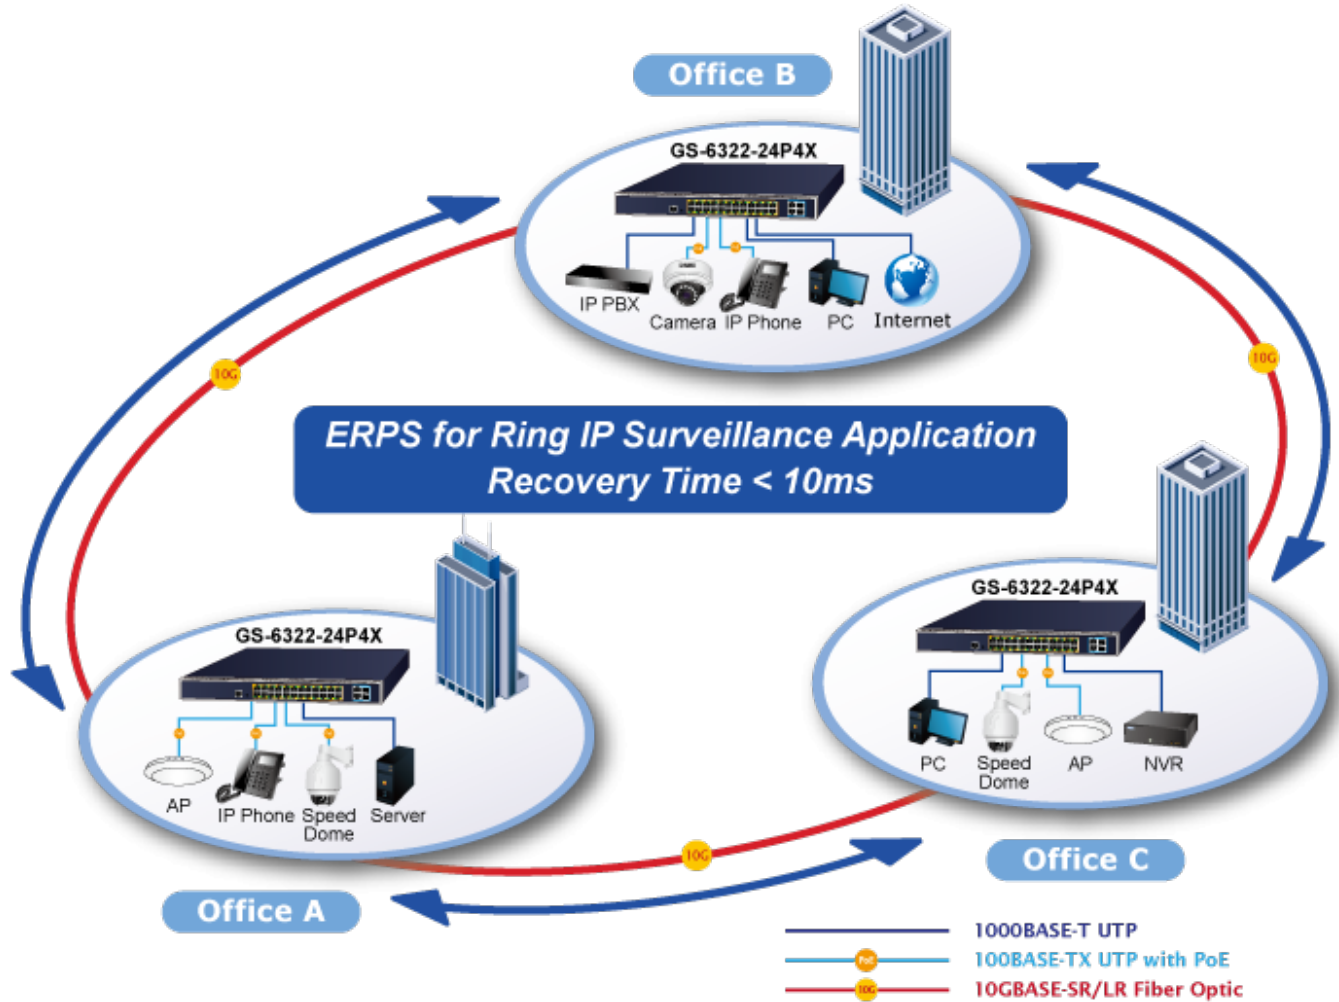 Office B
GS-6322-24P4X
IP PBX
Camera
IP Phone
PC
Internet
10G
10G
ERPS for Ring IP Surveillance Application
Recovery Time < 10ms
GS-6322-24P4X
AP
IP Phone
Speed
Dome
Server
Office A
GS-6322-24P4X
PC
Speed
Dome
AP
NVR
Office C
10G
1000BASE-T UTP
PoE
100BASE-TX UTP with PoE
10G
10GBASE-SR/LR Fiber Optic